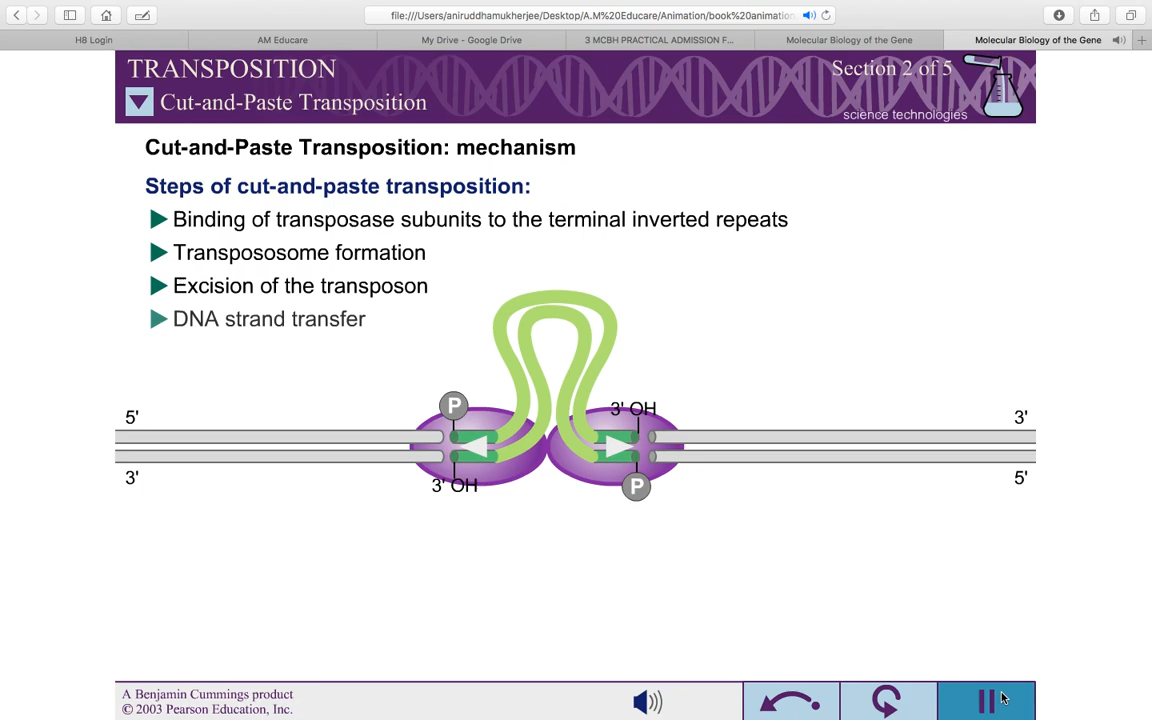 file:///Users/aniruddhamukherjee/Desktop/A.M%20Educare/Animation/book%20animation
H8 Login
AM Educare
My Drive - Google Drive
3 MCBH PRACTICAL ADMISSION F...
Molecular Biology of the Gene
Molecular Biology of the Gene
TRANSPOSITION
Section 2 of 5
Cut-and-Paste Transposition
science technologies
Cut-and-Paste Transposition: mechanism
Steps of cut-and-paste transposition:
Binding of transposase subunits to the terminal inverted repeats
Transpososome formation
Excision of the transposon
DNA strand transfer
P
3' OH
5'
3'
3'
3' OH
P
5'
A Benjamin Cummings product
© 2003 Pearson Education, Inc.